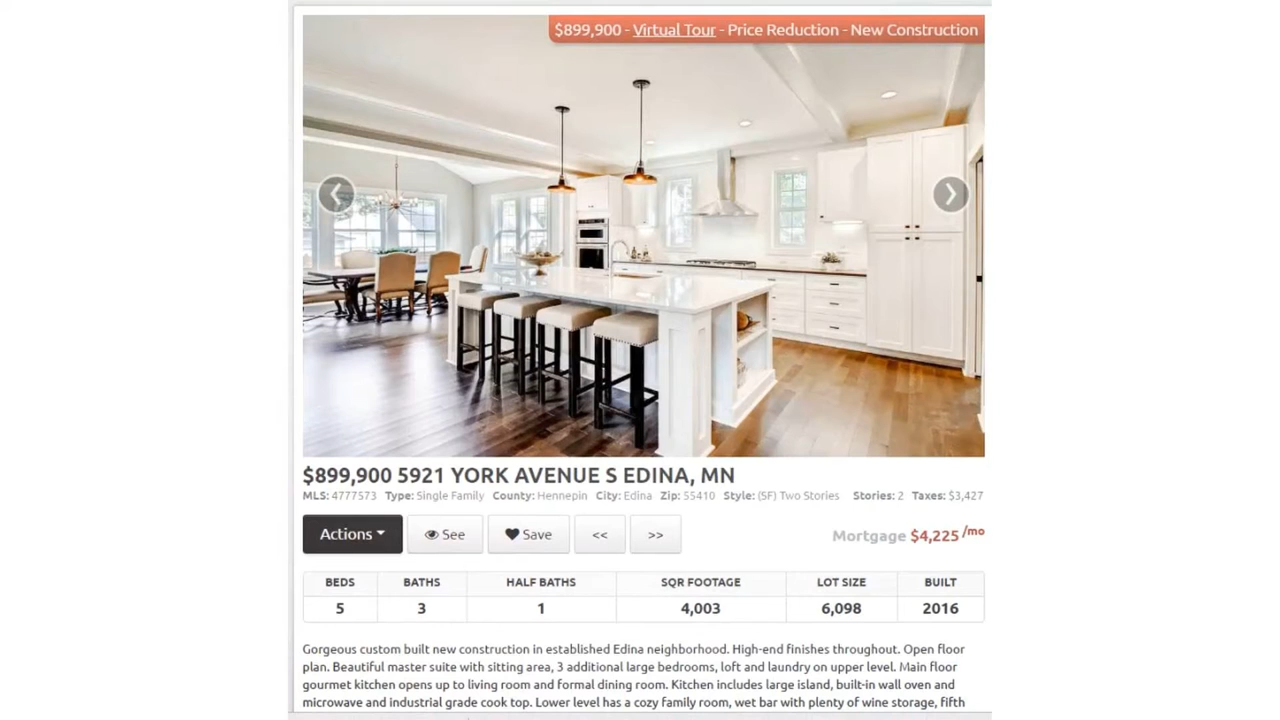 $899,900 - Virtual Tour - Price Reduction - New Construction
$899,900 5921 YORK AVENUE S EDINA, MN
MLS: 4777573 Type: Single Family County: Hennepin City: Edina Zip: 55410 Style: (SF) Two Stories Stories: 2 Taxes: $3,427
Actions See Save << >> Mortgage $4,225 /mo
BEDS BATHS HALF BATHS SQR FOOTAGE LOT SIZE BUILT
5 3 1 4,003 6,098 2016
Gorgeous custom built new construction in established Edina neighborhood. High-end finishes throughout. Open floor
plan. Beautiful master suite with sitting area, 3 additional large bedrooms, loft and laundry on upper level. Main floor
gourmet kitchen opens up to living room and formal dining room. Kitchen includes large island, built-in wall oven and
microwave and industrial grade cook top. Lower level has a cozy family room, wet bar with plenty of wine storage, fifth